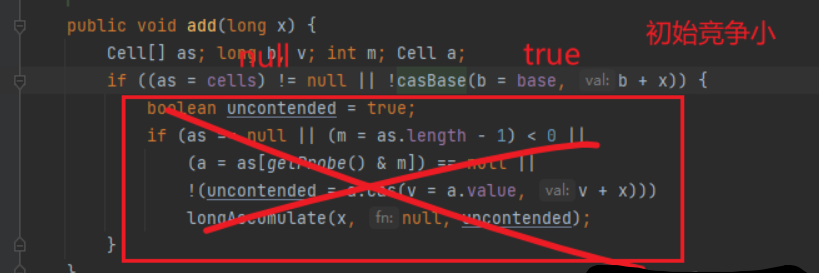 public void add(long x) {
初始竞争小
Cell[] as; long b, v; int m; Cell a;
null
true
if ((as = cells) != null || !casBase(b = base, val: b + x)) {
boolean uncontended = true;
if (as == null || (m = as.length - 1) < 0 ||
(a = as[getProbe() & m]) == null ||
!(uncontended = a.cas(v = a.value, val: v + x)))
longAccumulate(x, fn: null, uncontended);
}
}